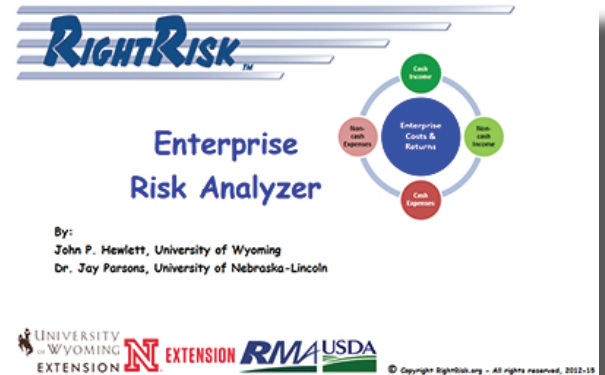 RIGHTRISK™
Enterprise
Risk Analyzer
Cash
Income
Non-
cash
Expenses
Enterprise
Costs &
Returns
Non-
cash
Income
Cash
Expenses
By:
John P. Hewlett, University of Wyoming
Dr. Jay Parsons, University of Nebraska-Lincoln
UNIVERSITY
OF WYOMING
EXTENSION
N EXTENSION
RMA USDA
© Copyright RightRisk.org - All rights reserved, 2012-15